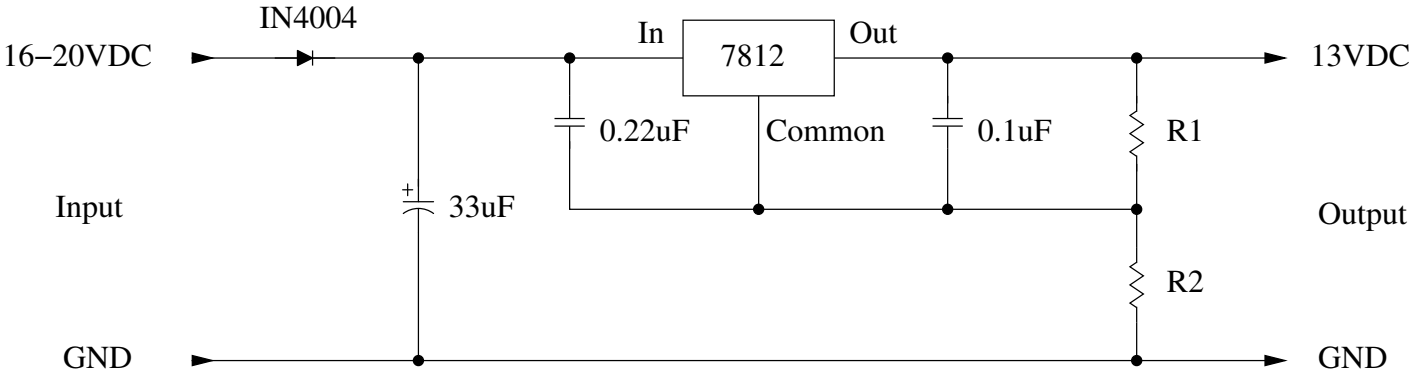 IN4004
16−20VDC
In
7812
Out
13VDC
0.22uF
Common
0.1uF
R1
Input
+
33uF
Output
R2
GND
GND